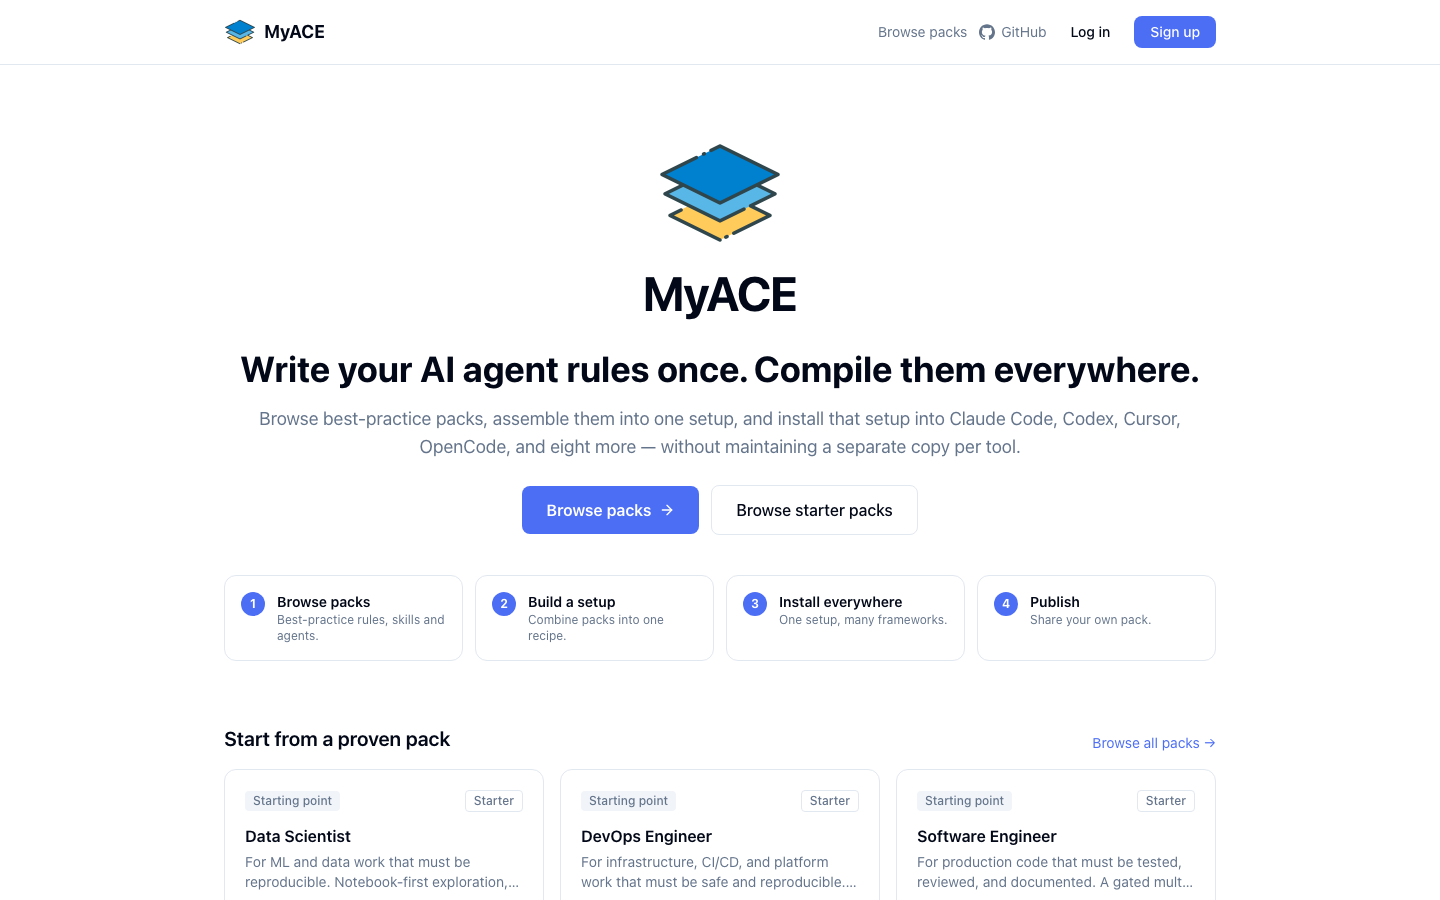 MyACE
Browse packs
GitHub
Log in
Sign up
MyACE
Write your AI agent rules once. Compile them everywhere.
Browse best-practice packs, assemble them into one setup, and install that setup into Claude Code, Codex, Cursor,
OpenCode, and eight more — without maintaining a separate copy per tool.
Browse packs →
Browse starter packs
1
Browse packs
Best-practice rules, skills and
agents.
2
Build a setup
Combine packs into one
recipe.
3
Install everywhere
One setup, many frameworks.
4
Publish
Share your own pack.
Start from a proven pack
Browse all packs →
Starting point
Starter
Data Scientist
For ML and data work that must be
reproducible. Notebook-first exploration,...
Starting point
Starter
DevOps Engineer
For infrastructure, CI/CD, and platform
work that must be safe and reproducible....
Starting point
Starter
Software Engineer
For production code that must be tested,
reviewed, and documented. A gated mult...